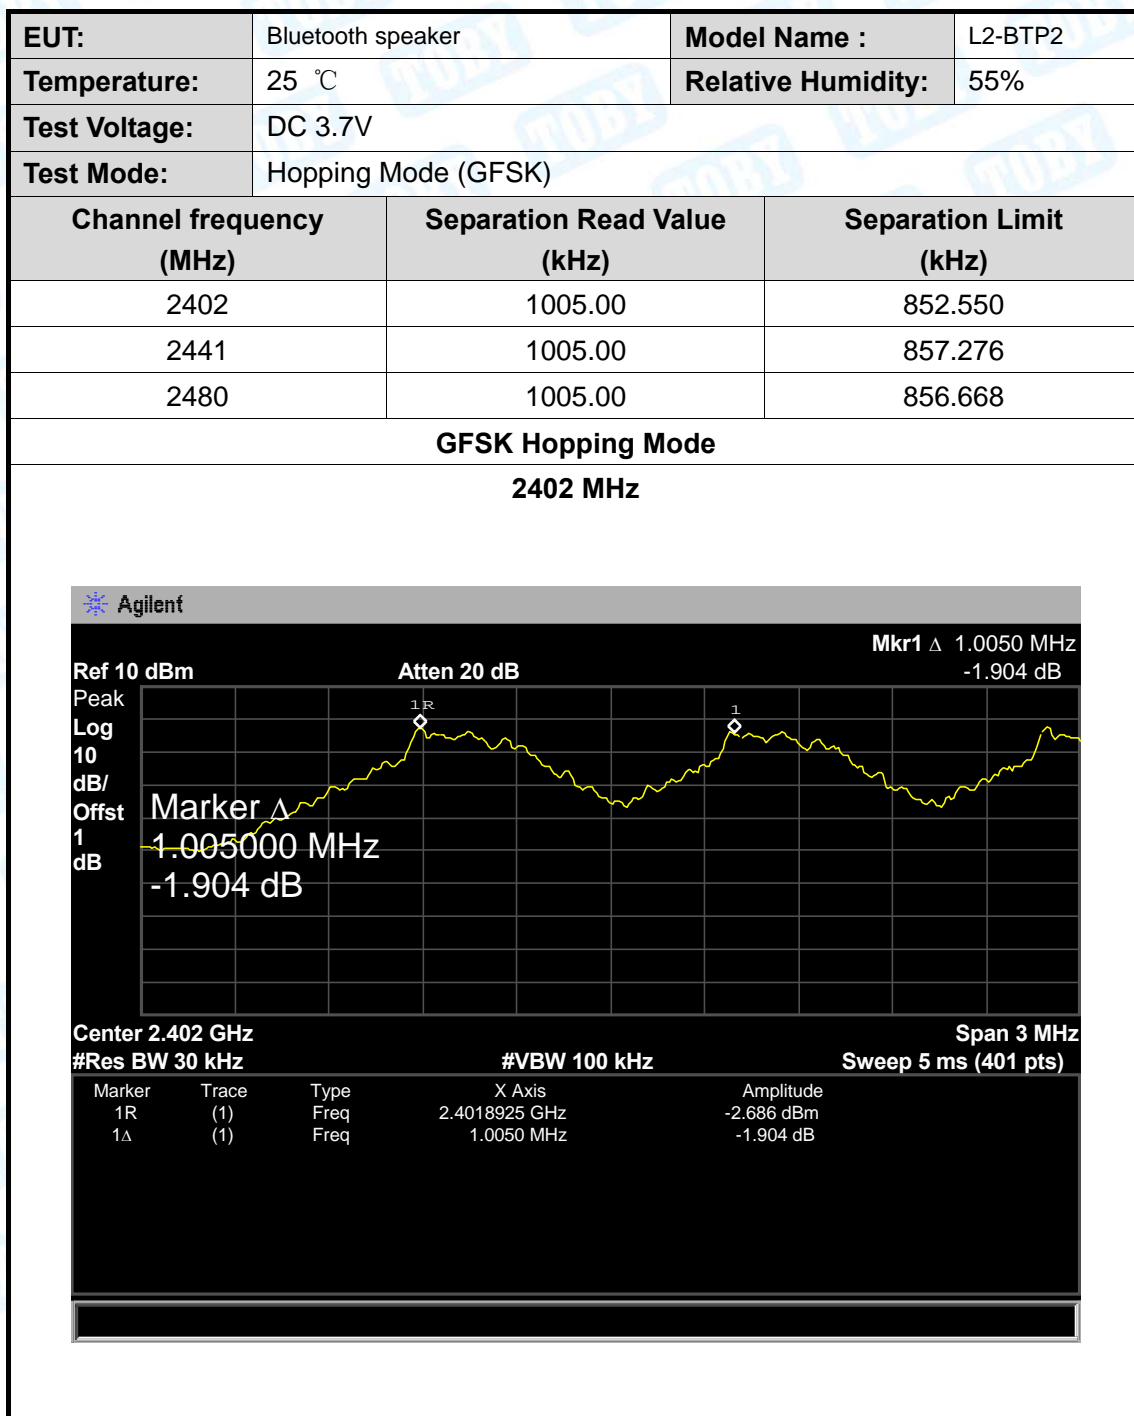 EUT: Bluetooth speaker Model Name : L2-BTP2
Temperature: 25 ℃ Relative Humidity: 55%
Test Voltage: DC 3.7V
Test Mode: Hopping Mode (GFSK)
Channel frequency Separation Read Value Separation Limit
(MHz) (kHz) (kHz)
2402 1005.00 852.550
2441 1005.00 857.276
2480 1005.00 856.668
GFSK Hopping Mode
2402 MHz
Agilent
Mkr1 Δ 1.0050 MHz
Ref 10 dBm Atten 20 dB -1.904 dB
Peak
Log
10
dB/
Offst
1
dB
1R
1
Marker Δ
1.005000 MHz
-1.904 dB
Center 2.402 GHz Span 3 MHz
#Res BW 30 kHz #VBW 100 kHz Sweep 5 ms (401 pts)
Marker Trace Type X Axis Amplitude
1R (1) Freq 2.4018925 GHz -2.686 dBm
1Δ (1) Freq 1.0050 MHz -1.904 dB
TOBY
TOBY
TOBY
TOBY
TOBY